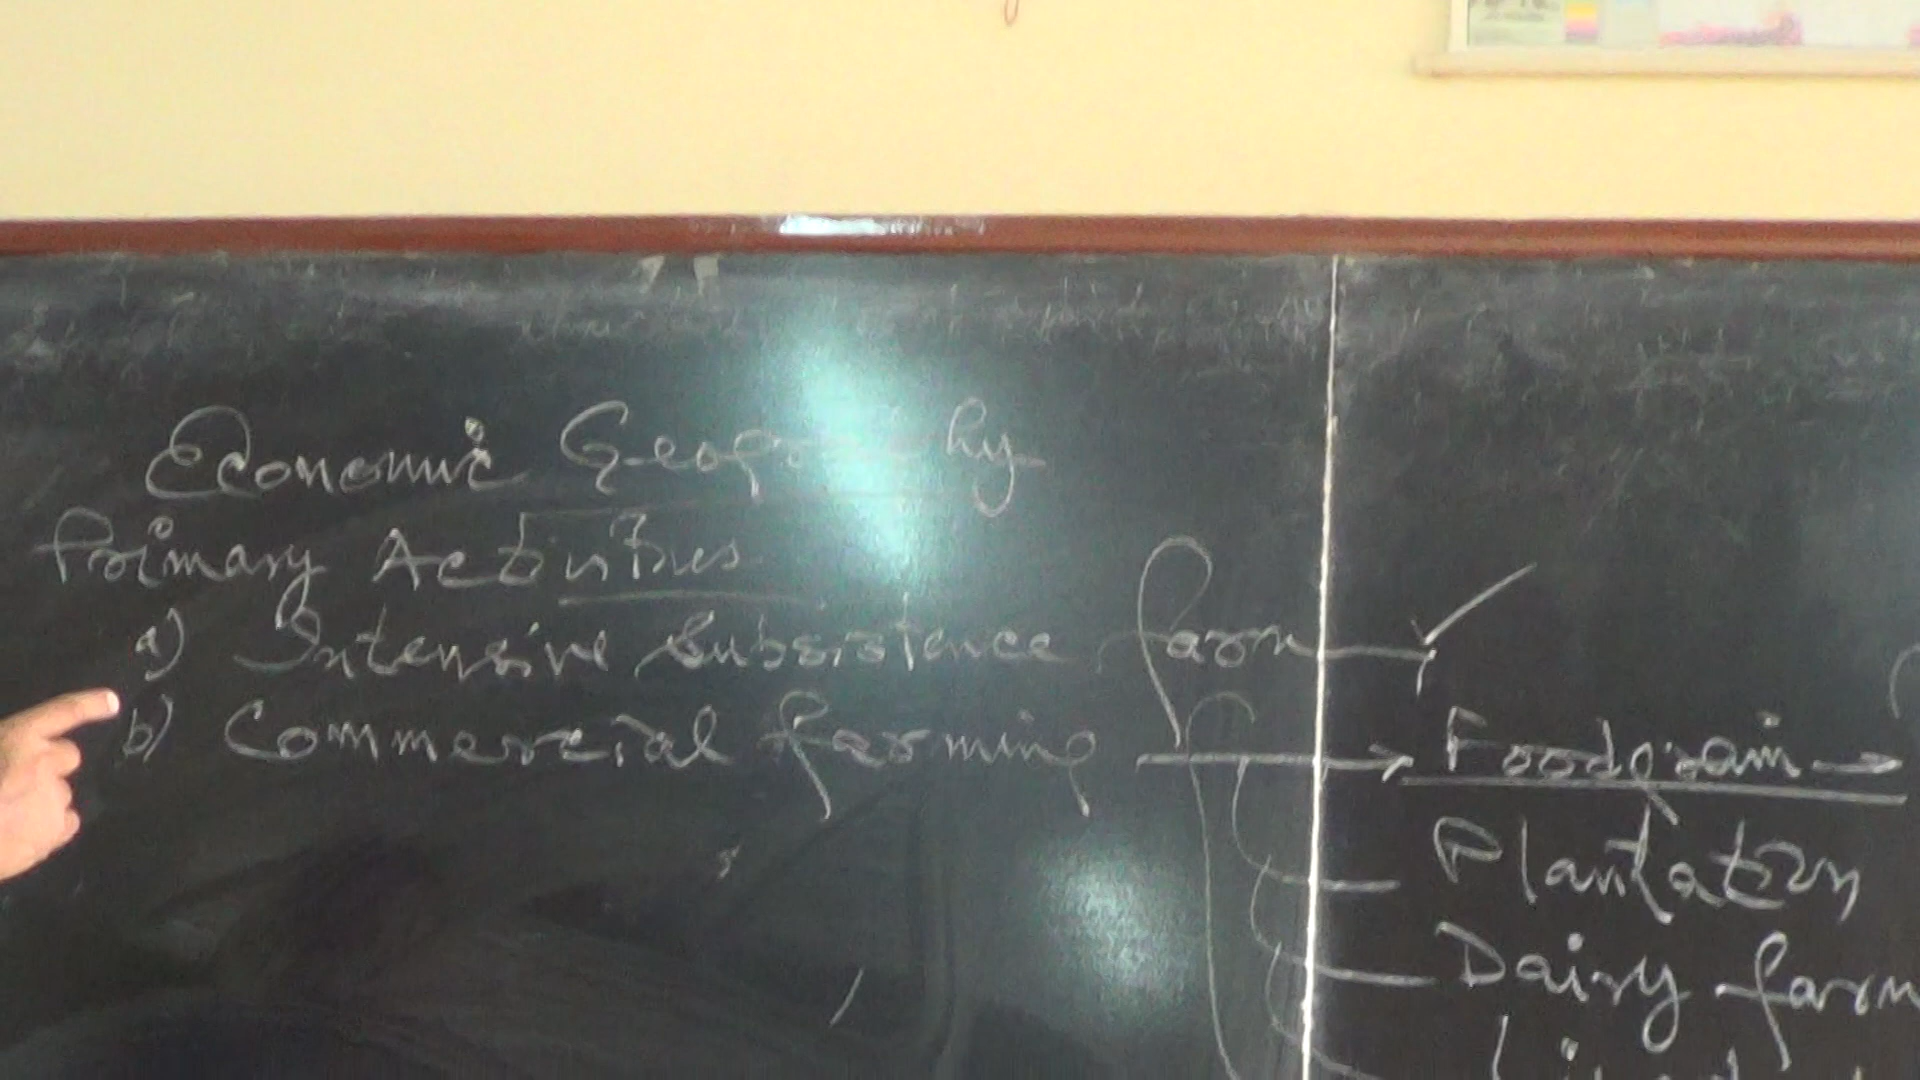 Economic Geography
Primary Activities
a) Intensive Subsistence farm
b) Commercial farming → Foodgrain →
Plantation
Dairy farm